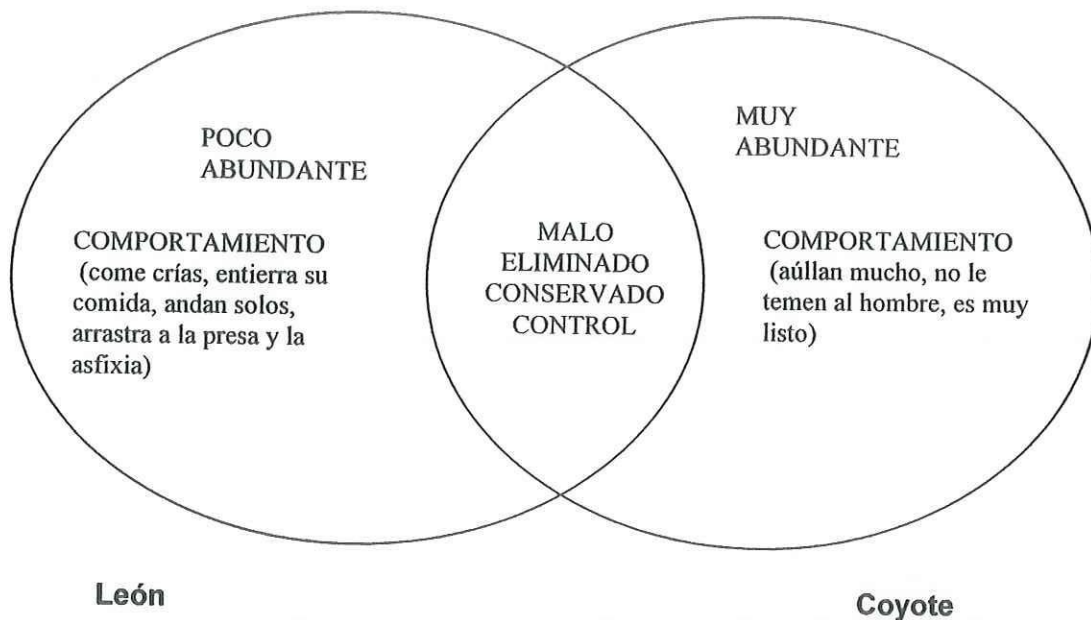 POCO
ABUNDANTE
COMPORTAMIENTO
(come crías, entierra su
comida, andan solos,
arrastra a la presa y la
asfixia)
MALO
ELIMINADO
CONSERVADO
CONTROL
MUY
ABUNDANTE
COMPORTAMIENTO
(aúllan mucho, no le
temen al hombre, es muy
listo)
León
Coyote